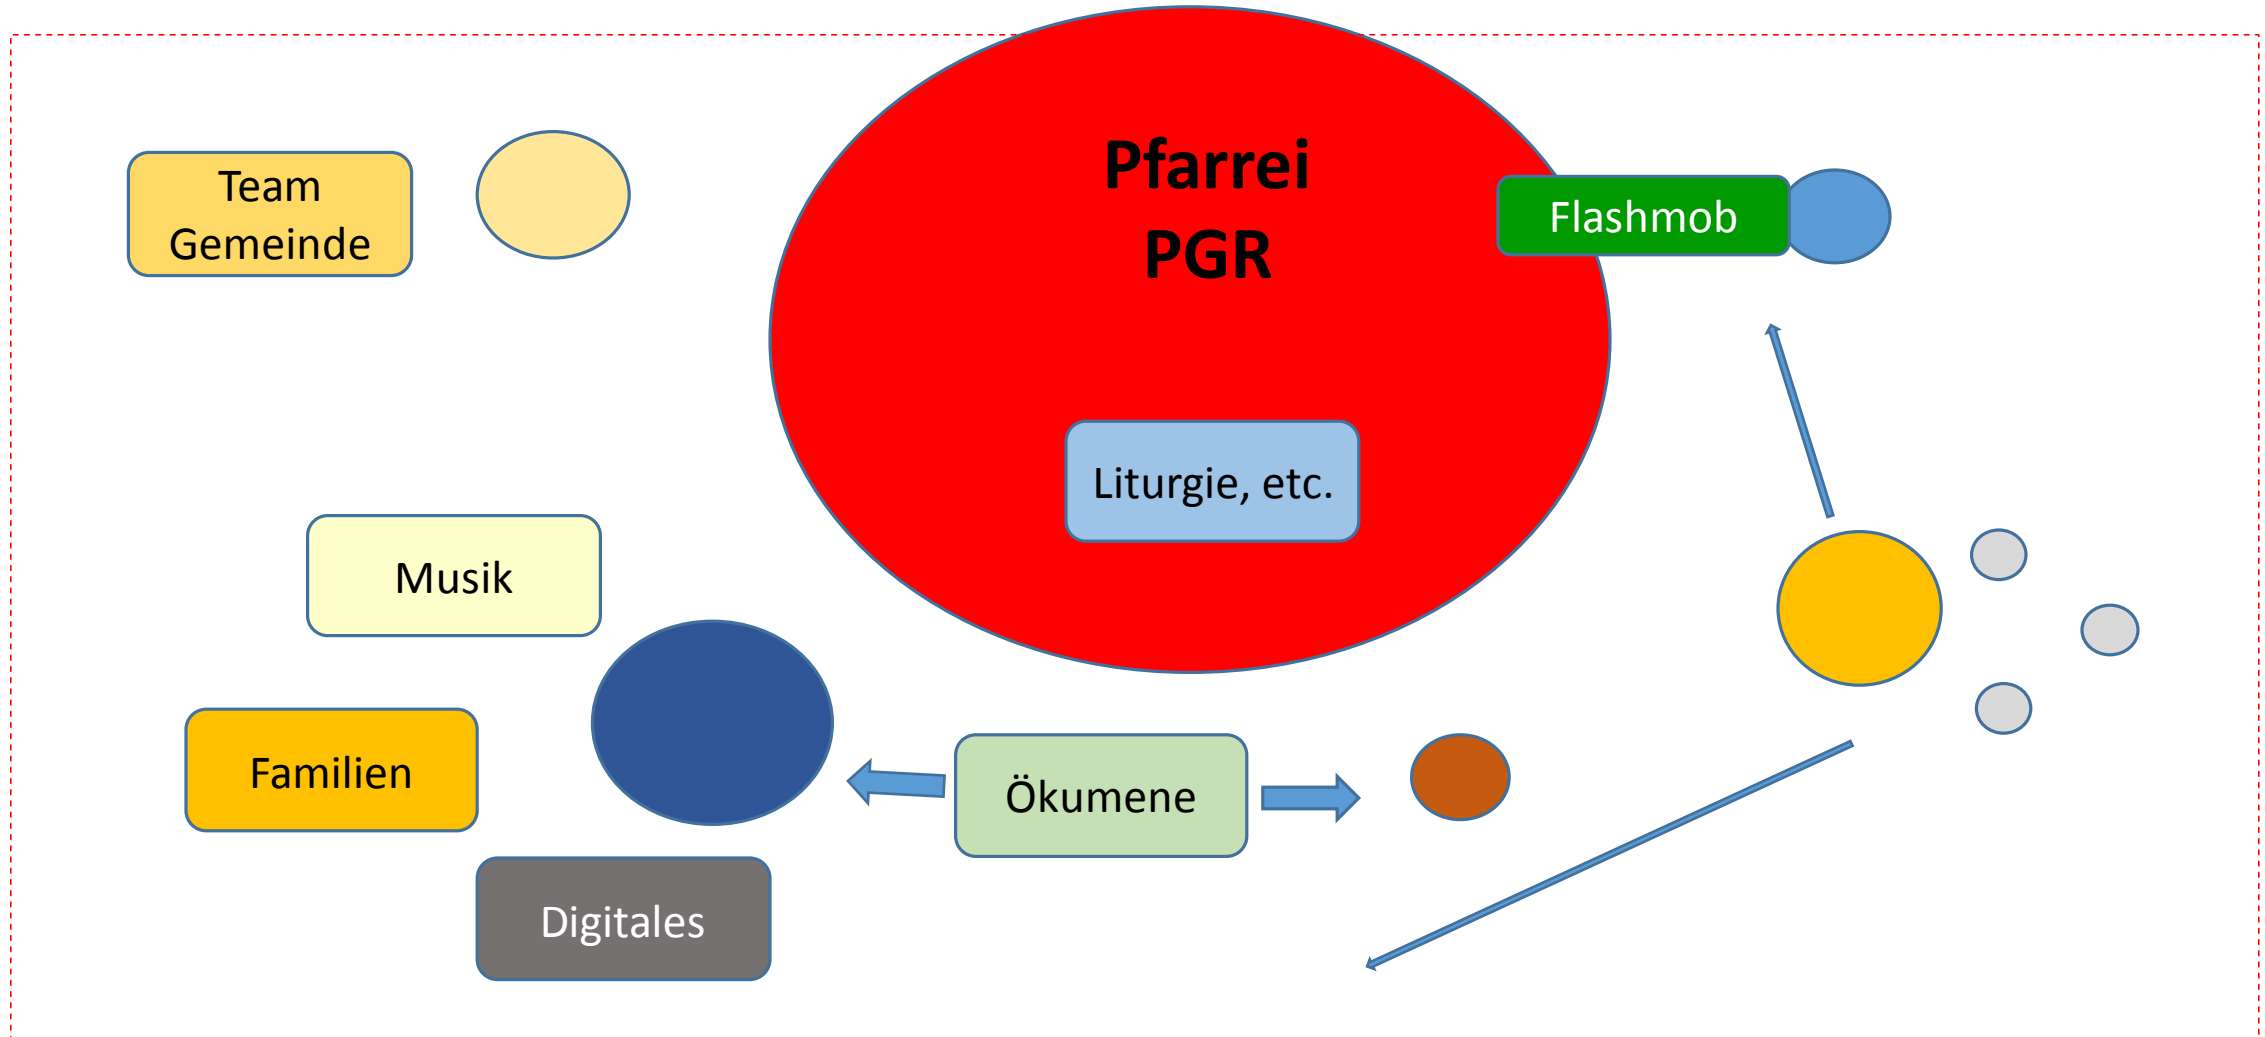 Pfarrei
PGR
Team
Gemeinde
Flashmob
Liturgie, etc.
Musik
Familien
Ökumene
Digitales